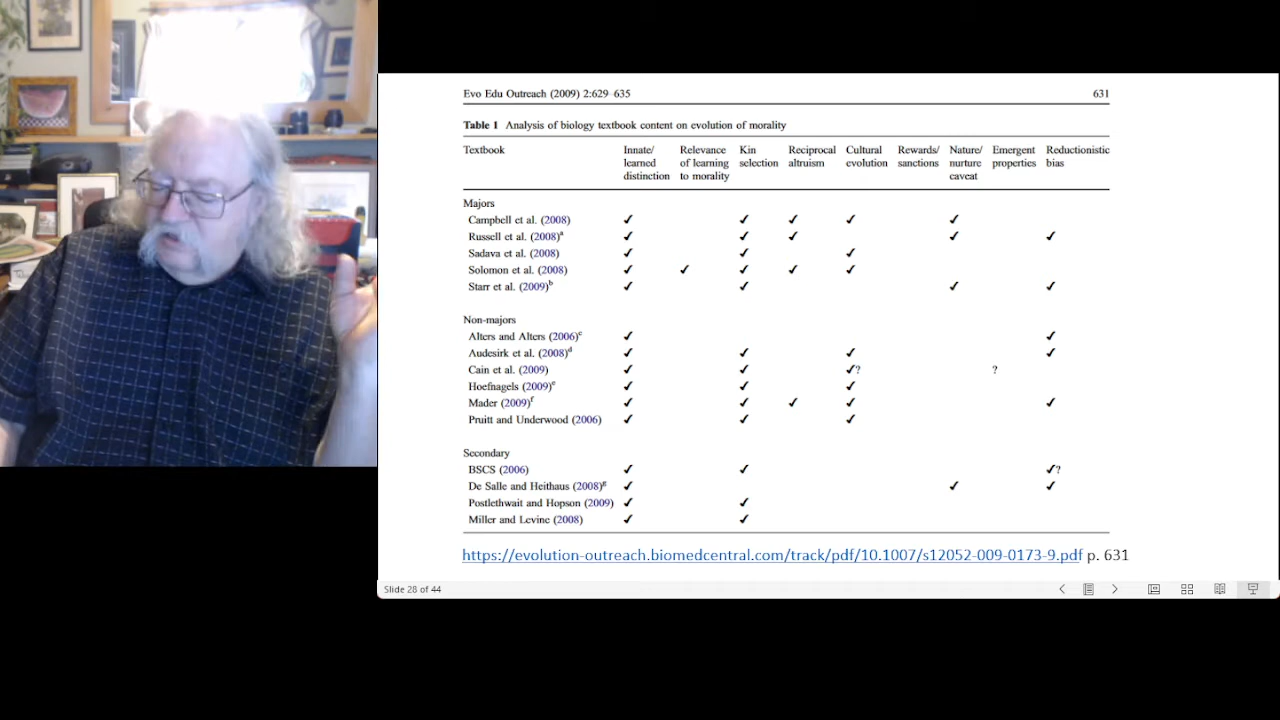 Evo Edu Outreach (2009) 2:629–635 631
Table 1 Analysis of biology textbook content on evolution of morality
Textbook Innate/ learned distinction Relevance of learning to morality Kin selection Reciprocal altruism Cultural evolution Rewards/ sanctions Nature/ nurture caveat Emergent properties Reductionistic bias
Majors
Campbell et al. (2008) ✓ ✓ ✓ ✓ ✓
Russell et al. (2008)a ✓ ✓ ✓ ✓ ✓
Sadava et al. (2008) ✓ ✓ ✓
Solomon et al. (2008) ✓ ✓ ✓ ✓ ✓
Starr et al. (2009)b ✓ ✓ ✓ ✓
Non-majors
Alters and Alters (2006)c ✓ ✓
Audesirk et al. (2008)d ✓ ✓ ✓ ✓
Cain et al. (2009) ✓ ✓ ✓? ?
Hoefnagels (2009)e ✓ ✓ ✓
Mader (2009)f ✓ ✓ ✓ ✓ ✓
Pruitt and Underwood (2006) ✓ ✓ ✓
Secondary
BSCS (2006) ✓ ✓ ✓?
De Salle and Heithaus (2008)g ✓ ✓ ✓
Postlethwait and Hopson (2009) ✓ ✓
Miller and Levine (2008) ✓ ✓
https://evolution-outreach.biomedcentral.com/track/pdf/10.1007/s12052-009-0173-9.pdf p. 631
Slide 28 of 44